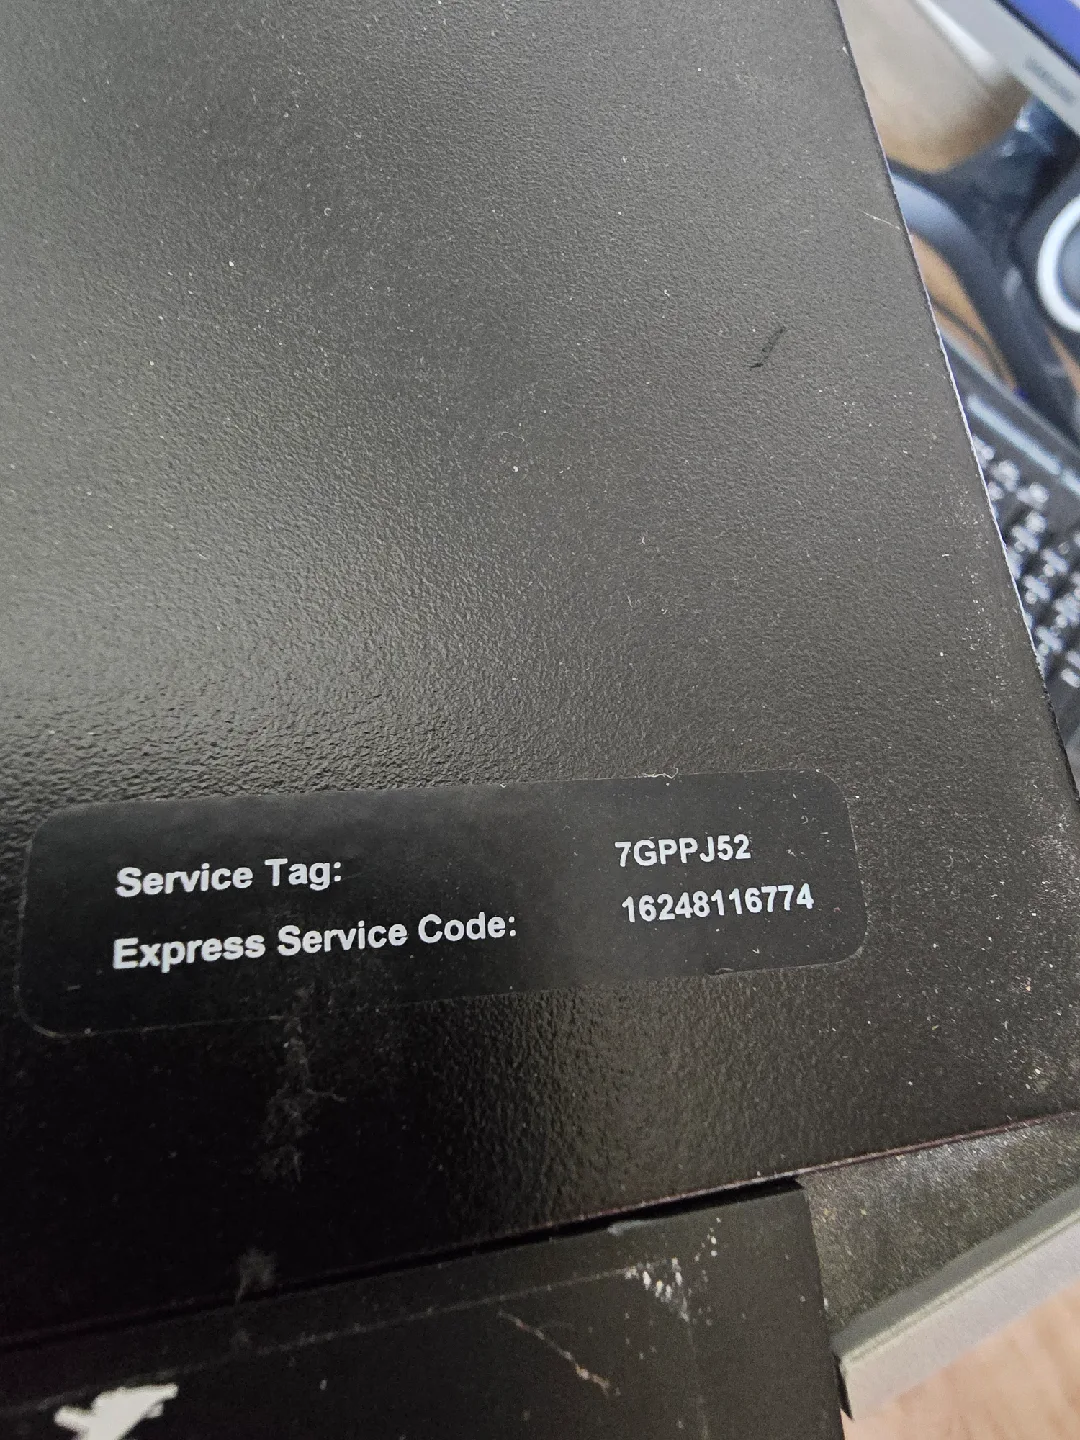 Service Tag: 7GPPJ52
Express Service Code: 16248116774